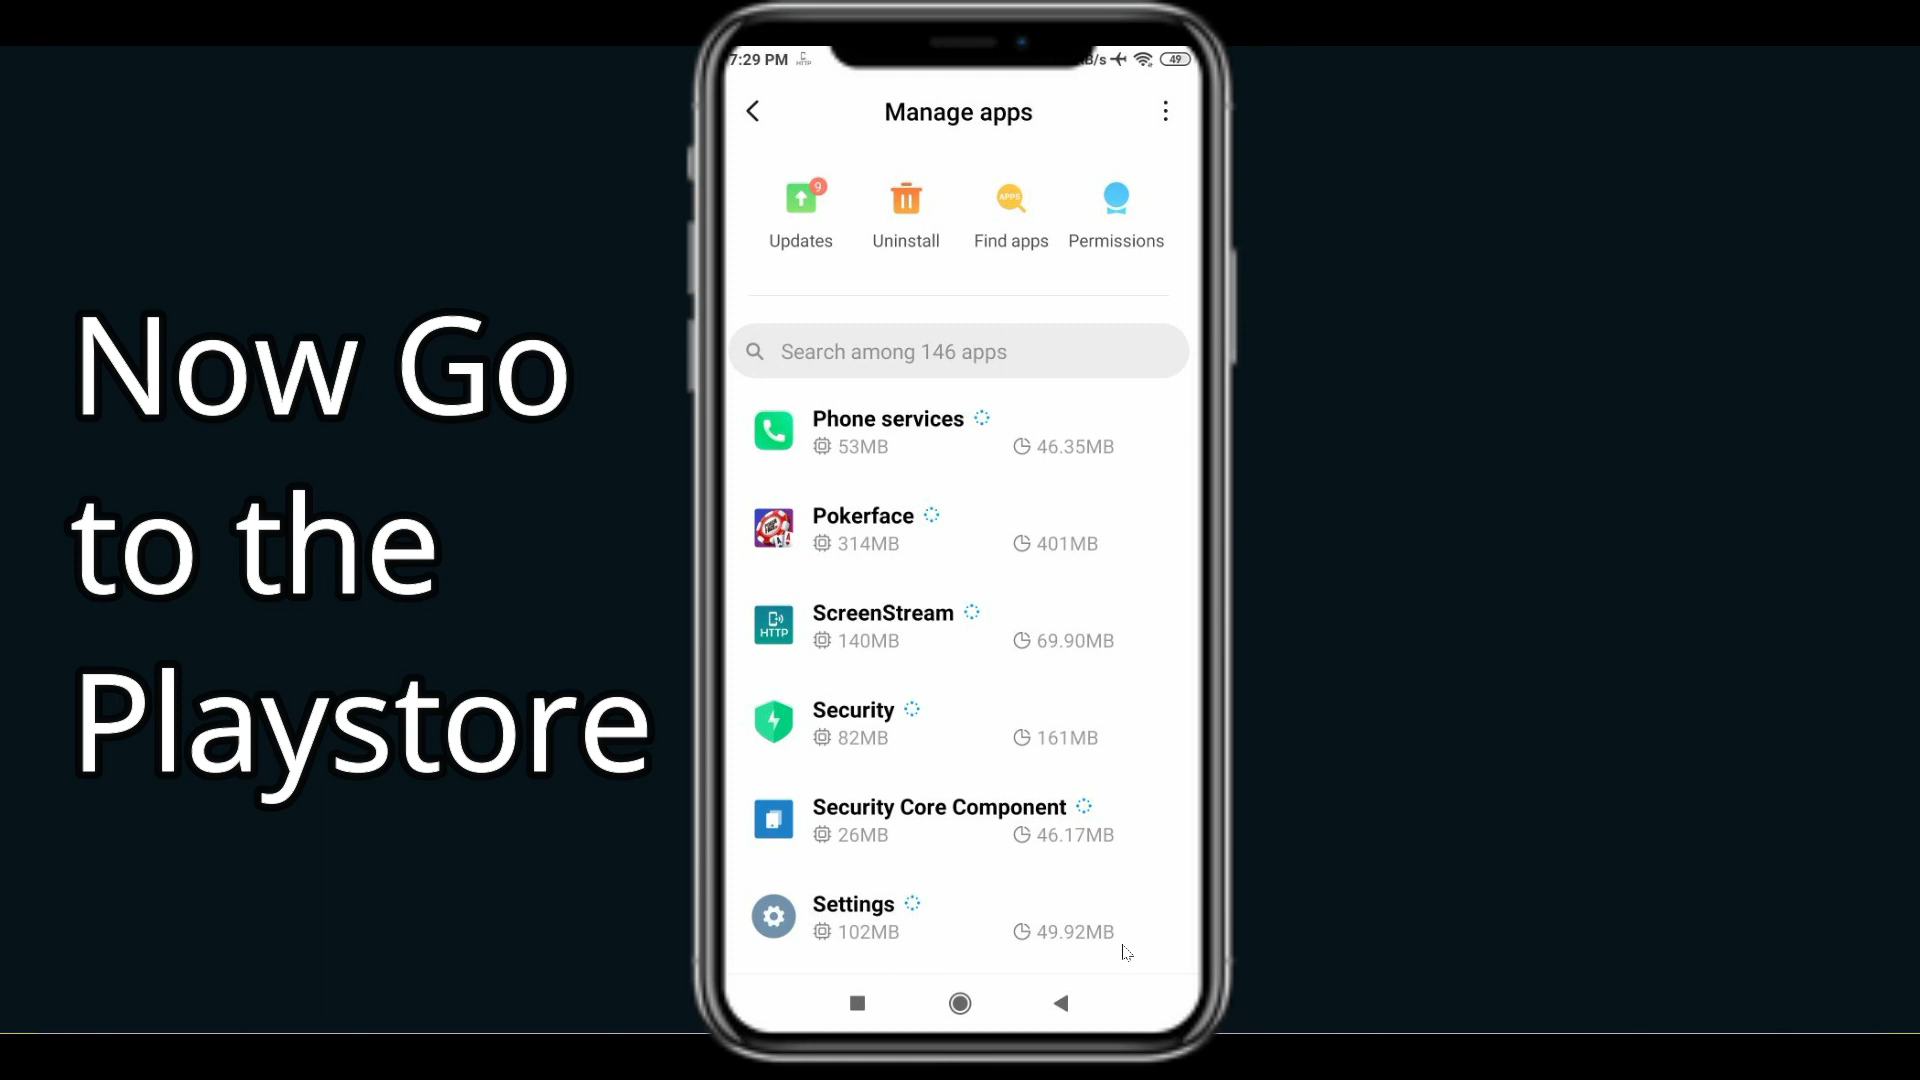 Now Go
to the
Playstore
7:29 PM
B/s
49
Manage apps
9
APPS
Updates
Uninstall
Find apps
Permissions
Search among 146 apps
Phone services
53MB
46.35MB
Pokerface
314MB
401MB
HTTP
ScreenStream
140MB
69.90MB
Security
82MB
161MB
Security Core Component
26MB
46.17MB
Settings
102MB
49.92MB